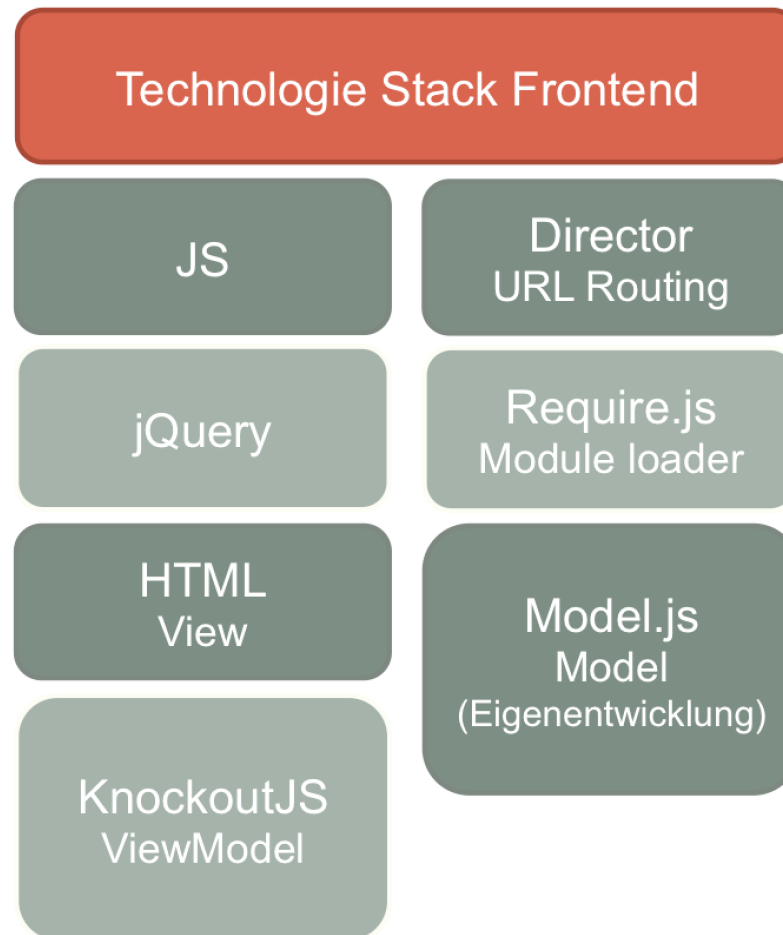 Technologie Stack Frontend
JS
Director
URL Routing
jQuery
Require.js
Module loader
HTML
View
Model.js
Model
(Eigenentwicklung)
KnockoutJS
ViewModel